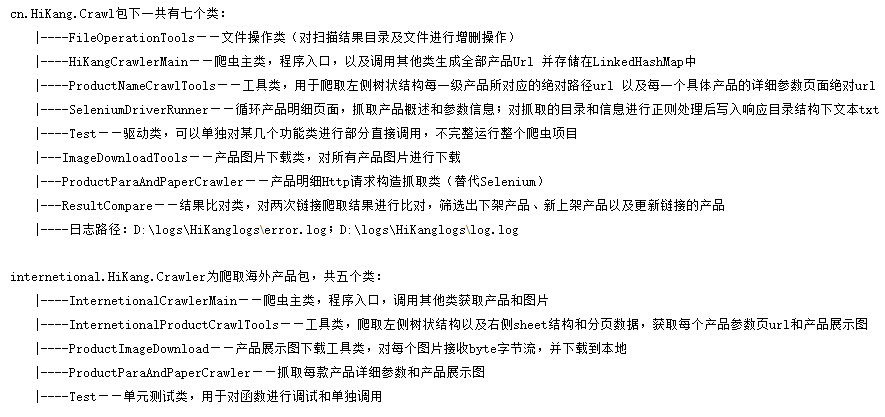 cn.HiKang.Crawl包下一共有七个类：
|----FileOperationTools——文件操作类（对扫描结果目录及文件进行增删操作）
|----HiKangCrawlerMain——爬虫主类，程序入口，以及调用其他类生成全部产品Url 并存储在LinkedHashMap中
|----ProductNameCrawlTools——工具类，用于爬取左侧树状结构每一级产品所对应的绝对路径url 以及每一个具体产品的详细参数页面绝对url
|----SeleniumDriverRunner——循环产品明细页面，抓取产品概述和参数信息；对抓取的目录和信息进行正则处理后写入响应目录结构下文本txt
|----Test——驱动类，可以单独对某几个功能类进行部分直接调用，不完整运行整个爬虫项目
|---ImageDownloadTools——产品图片下载类，对所有产品图片进行下载
|----ProductParaAndPaperCrawler——产品明细Http请求构造抓取类（替代Selenium）
|---ResultCompare——结果比对类，对两次链接爬取结果进行比对，筛选出下架产品、新上架产品以及更新链接的产品
|----日志路径：D:\logs\HiKanglogs\error.log；D:\logs\HiKanglogs\log.log
internetional.HiKang.Crawler为爬取海外产品包，共五个类：
|----InternetionalCrawlerMain——爬虫主类，程序入口，调用其他类获取产品和图片
|----InternetionalProductCrawlTools——工具类，爬取左侧树状结构以及右侧sheet结构和分页数据，获取每个产品参数页url和产品展示图
|----ProductImageDownload——产品展示图下载工具类，对每个图片接收byte字节流，并下载到本地
|----ProductParaAndPaperCrawler——抓取每款产品详细参数和产品展示图
|----Test——单元测试类，用于对函数进行调试和单独调用